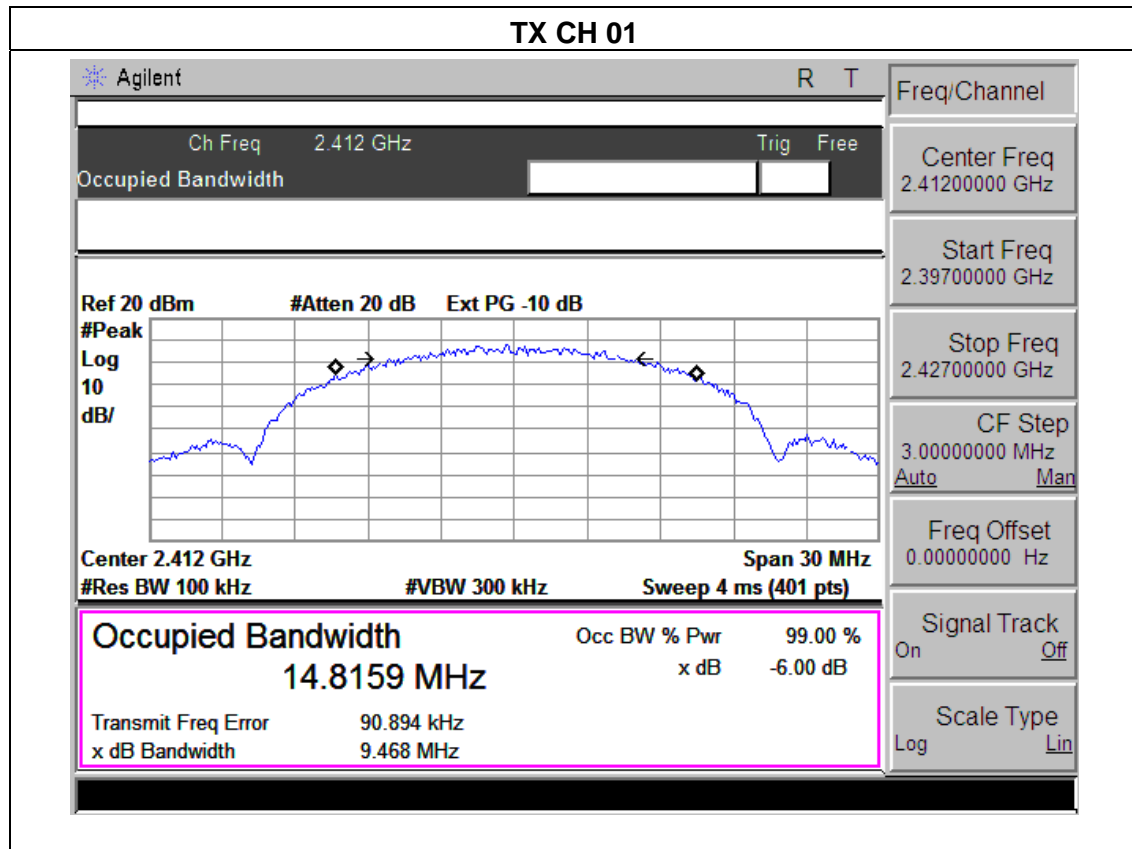 TX CH 01
Agilent R T
Ch Freq 2.412 GHz Trig Free
Occupied Bandwidth
Ref 20 dBm #Atten 20 dB Ext PG -10 dB
#Peak
Log
10
dB/
Center 2.412 GHz Span 30 MHz
#Res BW 100 kHz #VBW 300 kHz Sweep 4 ms (401 pts)
Occupied Bandwidth Occ BW % Pwr 99.00 %
14.8159 MHz x dB -6.00 dB
Transmit Freq Error 90.894 kHz
x dB Bandwidth 9.468 MHz
Freq/Channel
Center Freq
2.41200000 GHz
Start Freq
2.39700000 GHz
Stop Freq
2.42700000 GHz
CF Step
3.00000000 MHz
Auto Man
Freq Offset
0.00000000 Hz
Signal Track
On Off
Scale Type
Log Lin